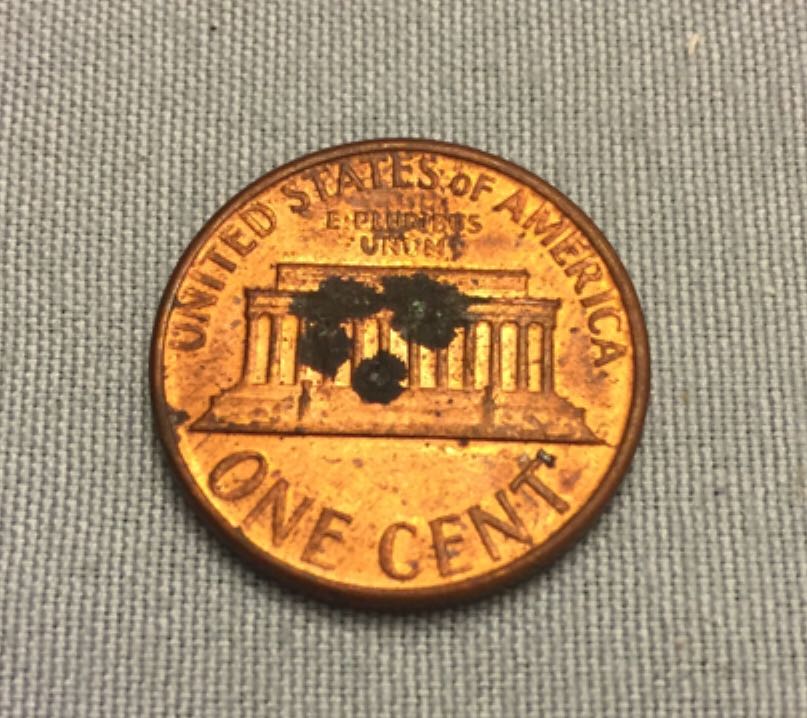 UNITED STATES OF AMERICA
E·PLURIBUS
UNUM
ONE CENT